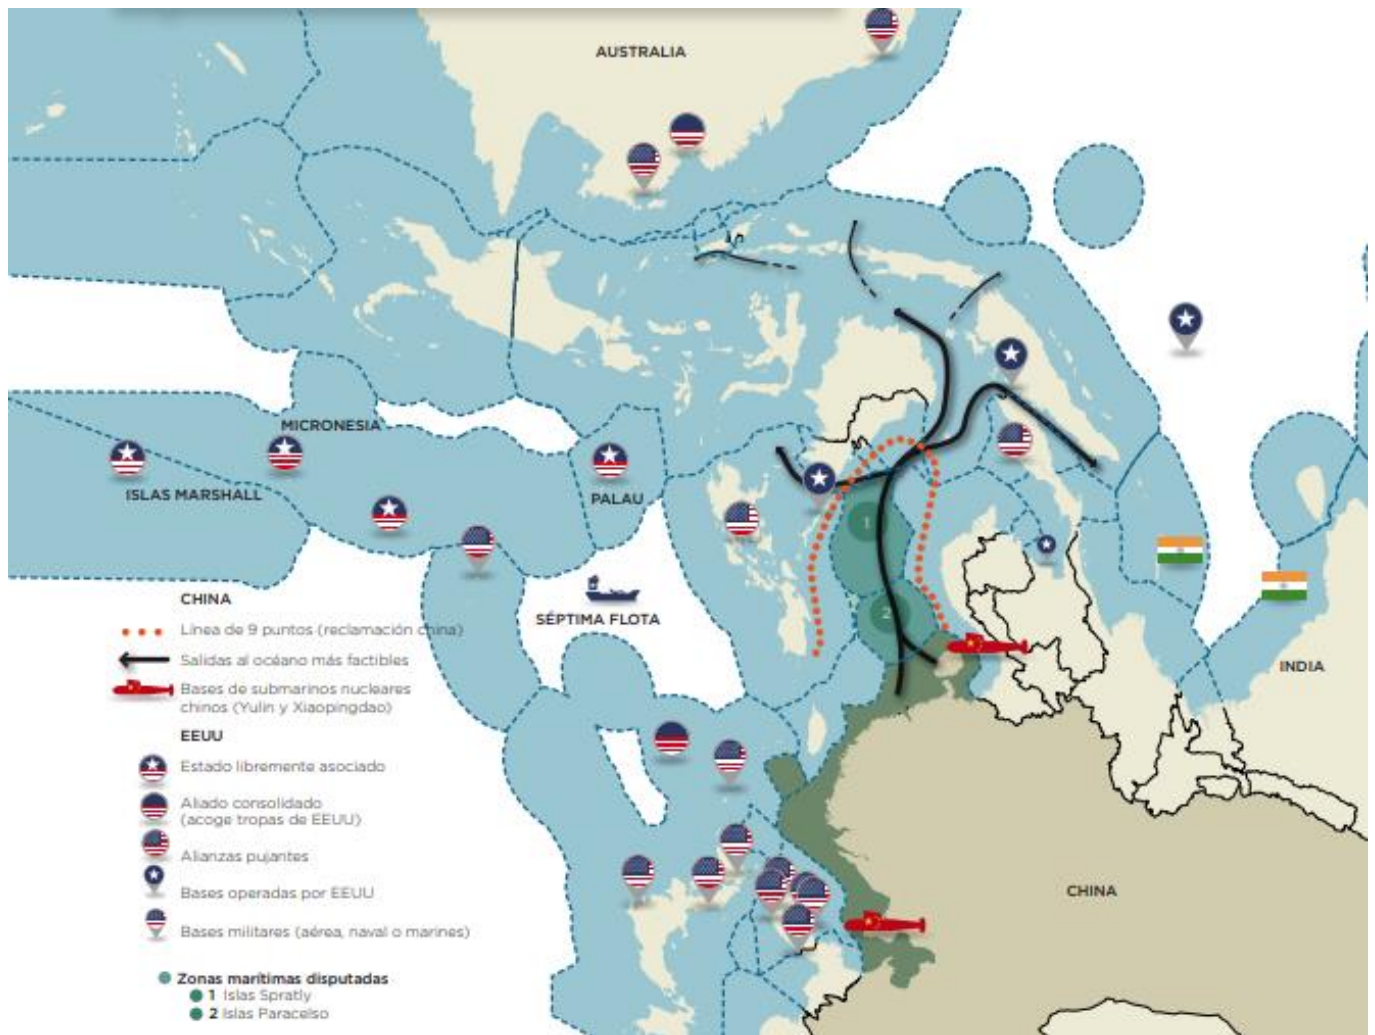 AUSTRALIA
MICRONESIA
ISLAS MARSHALL
PALAU
SÉPTIMA FLOTA
INDIA
CHINA
CHINA
Línea de 9 puntos (reclamación china)
Salidas al océano más factibles
Bases de submarinos nucleares
chinos (Yulin y Xiaopingdao)
EEUU
Estado libremente asociado
Aliado consolidado
(acoge tropas de EEUU)
Alianzas pujantes
Bases operadas por EEUU
Bases militares (aérea, naval o marines)
Zonas marítimas disputadas
1 Islas Spratly
2 Islas Paracelso
1
2